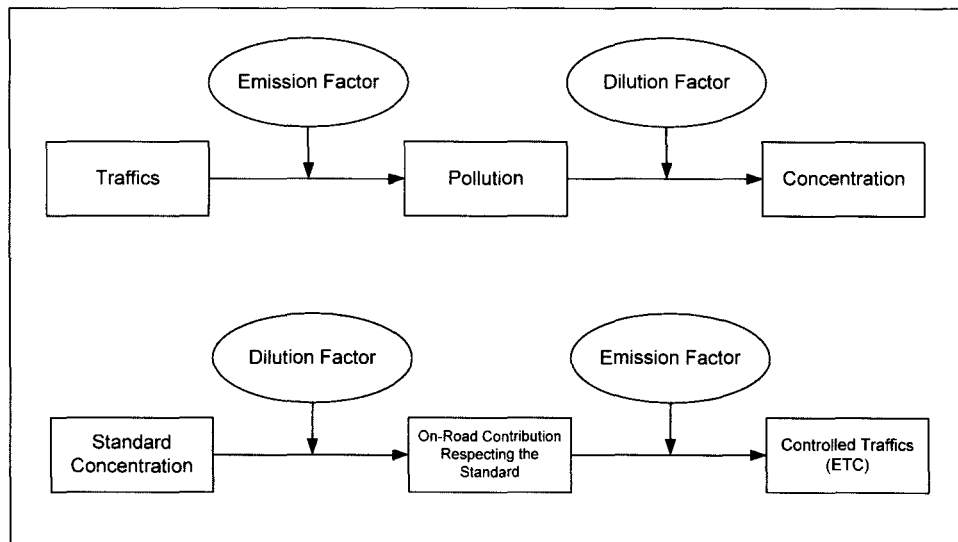 Emission Factor
Dilution Factor
Traffics
Pollution
Concentration
Dilution Factor
Emission Factor
Standard
Concentration
On-Road Contribution
Respecting the
Standard
Controlled Traffics
(ETC)